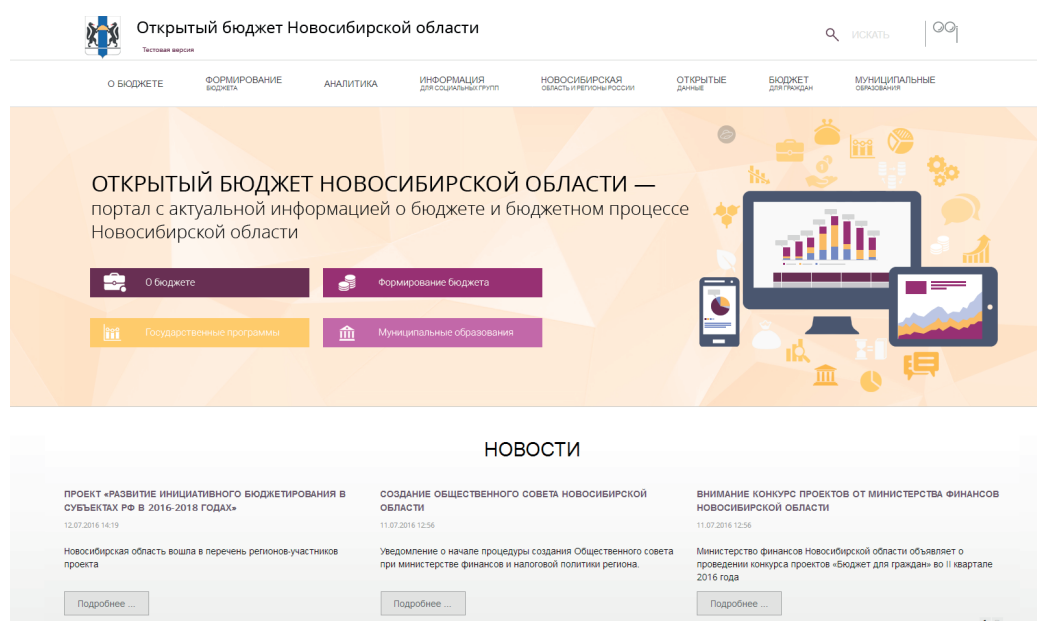 Открытый бюджет Новосибирской области
Тестовая версия
ИСКАТЬ
О БЮДЖЕТЕ
ФОРМИРОВАНИЕ
БЮДЖЕТА
АНАЛИТИКА
ИНФОРМАЦИЯ
ДЛЯ СОЦИАЛЬНЫХ ГРУПП
НОВОСИБИРСКАЯ
ОБЛАСТЬ И РЕГИОНЫ РОССИИ
ОТКРЫТЫЕ
ДАННЫЕ
БЮДЖЕТ
ДЛЯ ГРАЖДАН
МУНИЦИПАЛЬНЫЕ
ОБРАЗОВАНИЯ
ОТКРЫТЫЙ БЮДЖЕТ НОВОСИБИРСКОЙ ОБЛАСТИ —
портал с актуальной информацией о бюджете и бюджетном процессе
Новосибирской области
О бюджете
Формирование бюджета
Государственные программы
Муниципальные образования
НОВОСТИ
ПРОЕКТ «РАЗВИТИЕ ИНИЦИАТИВНОГО БЮДЖЕТИРОВАНИЯ В
СУБЪЕКТАХ РФ В 2016-2018 ГОДАХ»
12.07.2016 14:19
Новосибирская область вошла в перечень регионов-участников
проекта
Подробнее ...
СОЗДАНИЕ ОБЩЕСТВЕННОГО СОВЕТА НОВОСИБИРСКОЙ
ОБЛАСТИ
11.07.2016 12:56
Уведомление о начале процедуры создания Общественного совета
при министерстве финансов и налоговой политики региона.
Подробнее ...
ВНИМАНИЕ КОНКУРС ПРОЕКТОВ ОТ МИНИСТЕРСТВА ФИНАНСОВ
НОВОСИБИРСКОЙ ОБЛАСТИ
11.07.2016 12:56
Министерство финансов Новосибирской области объявляет о
проведении конкурса проектов «Бюджет для граждан» во II квартале
2016 года
Подробнее ...